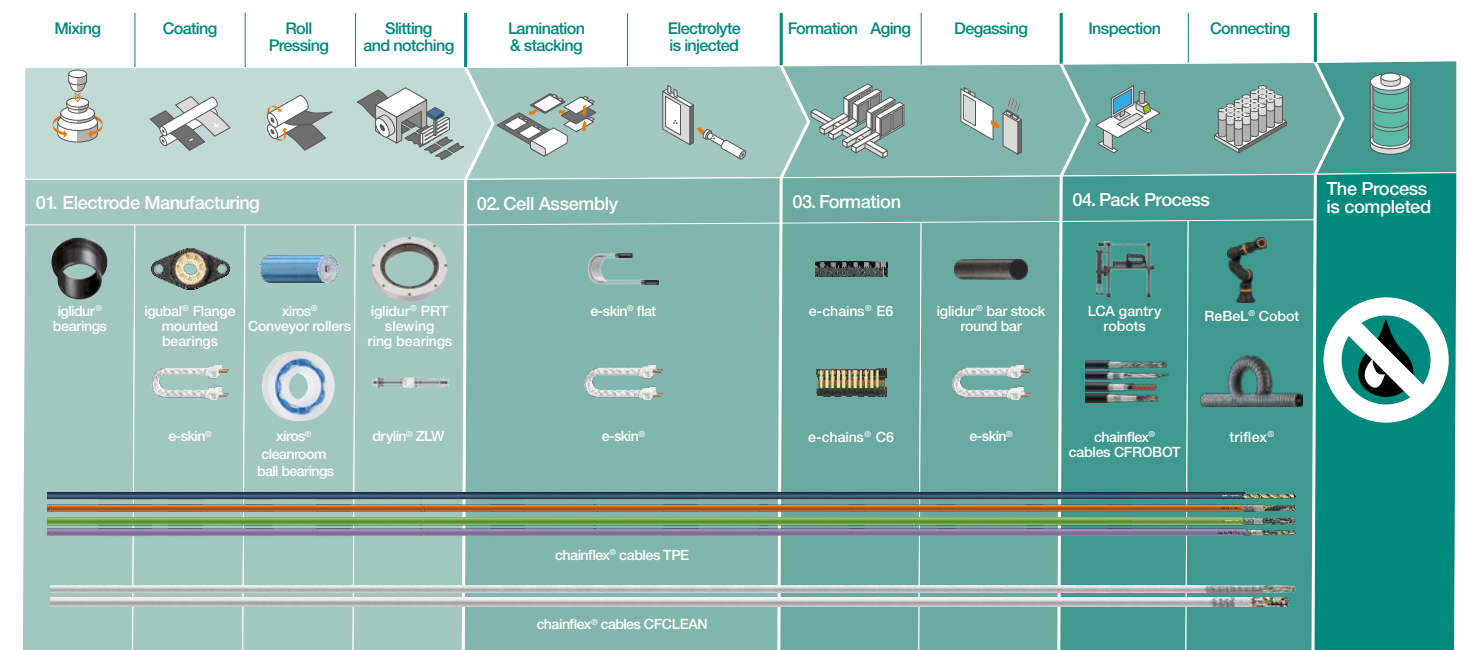 Mixing
Coating
Roll
Pressing
Slitting
and notching
Lamination
& stacking
Electrolyte
is injected
Formation Aging
Degassing
Inspection
Connecting
01. Electrode Manufacturing
02. Cell Assembly
03. Formation
04. Pack Process
The Process
is completed
iglidur®
bearings
igubal® Flange
mounted
bearings
xiros®
Conveyor rollers
iglidur® PRT
slewing
ring bearings
e-skin® flat
e-chains® E6
iglidur® bar stock
round bar
LCA gantry
robots
ReBeL® Cobot
e-skin®
xiros®
cleanroom
ball bearings
drylin® ZLW
e-skin®
e-chains® C6
e-skin®
chainflex®
cables CFROBOT
triflex®
chainflex® cables TPE
chainflex® cables CFCLEAN